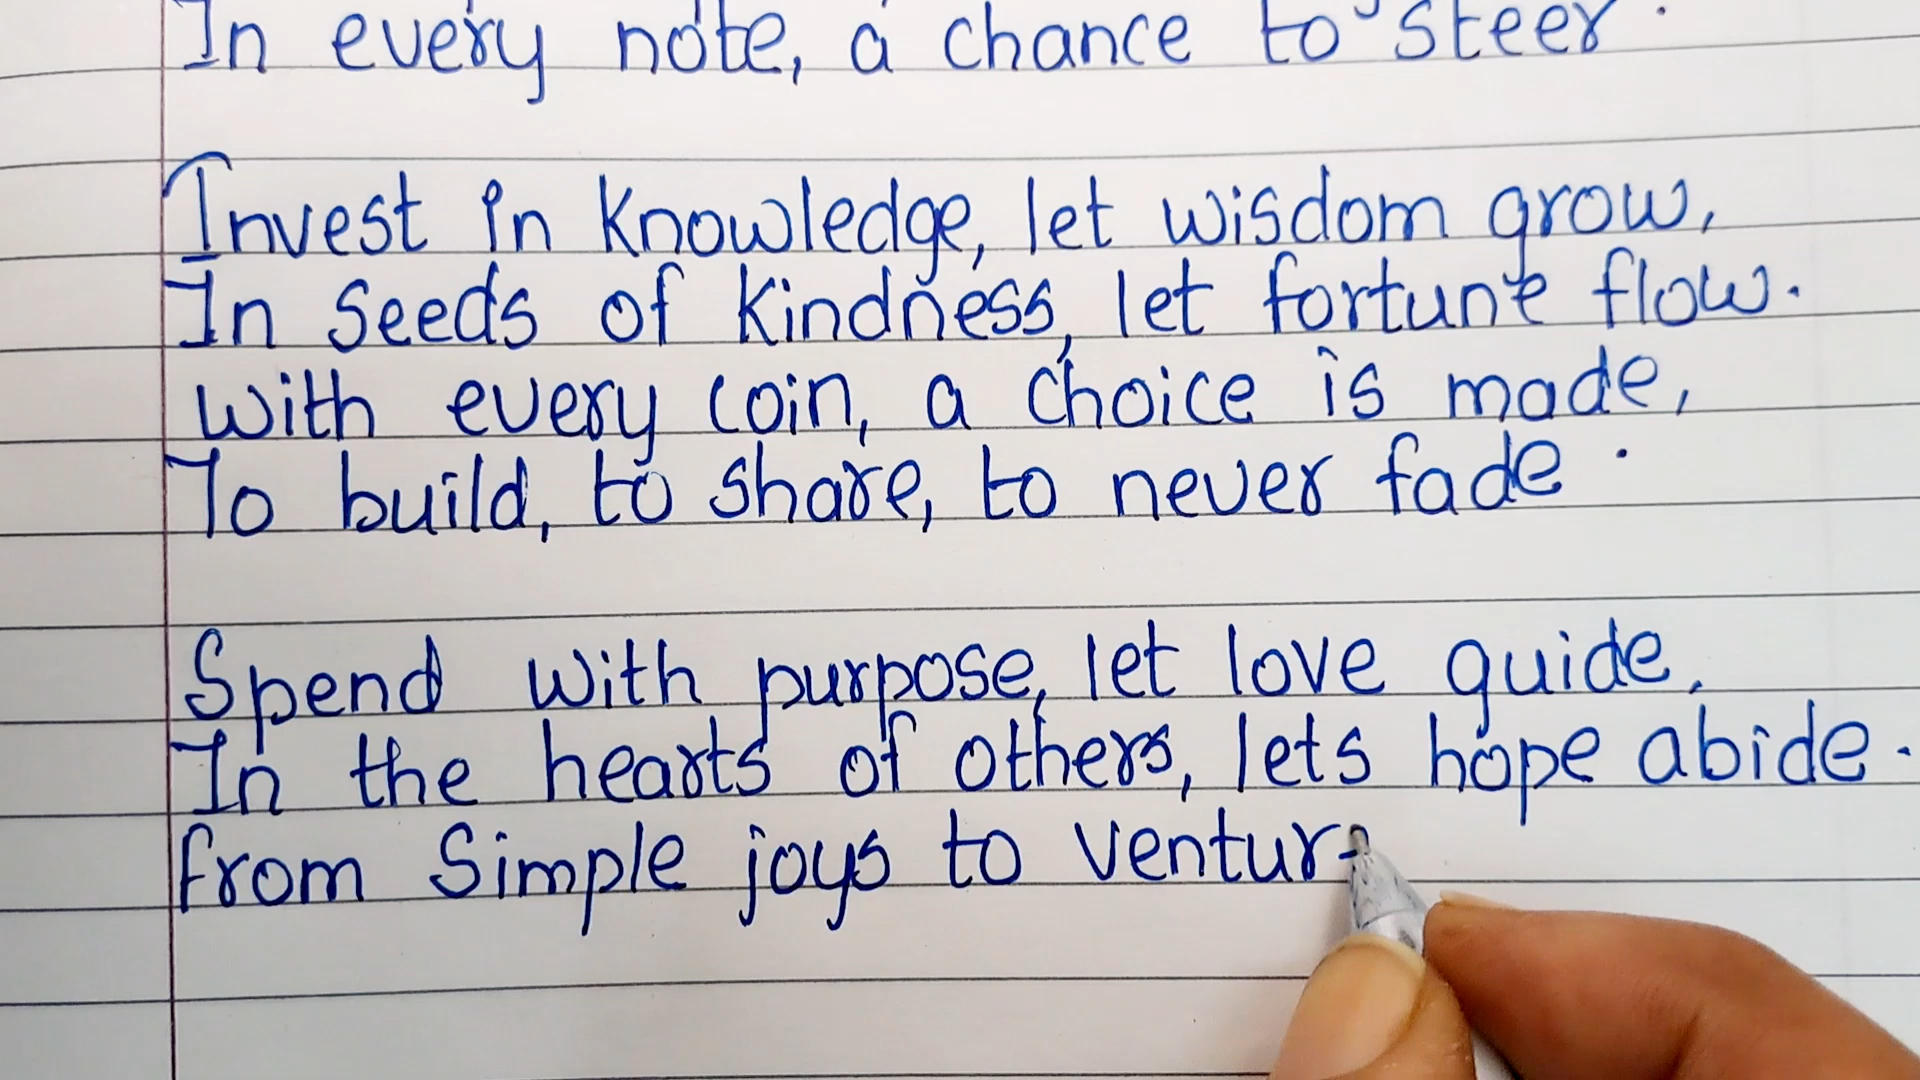 In every note, a chance to steer.
Invest in knowledge, let wisdom grow,
In seeds of kindness, let fortune flow.
With every coin, a choice is made,
To build, to share, to never fade.
Spend with purpose, let love guide,
In the hearts of others, lets hope abide.
from Simple joys to ventur